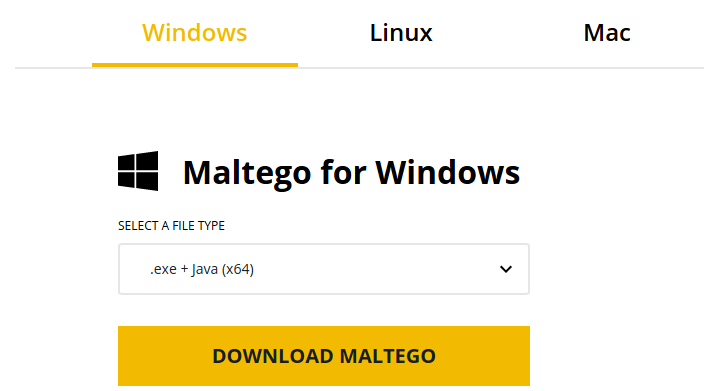 Windows Linux Mac
Maltego for Windows
SELECT A FILE TYPE
.exe + Java (x64)
DOWNLOAD MALTEGO